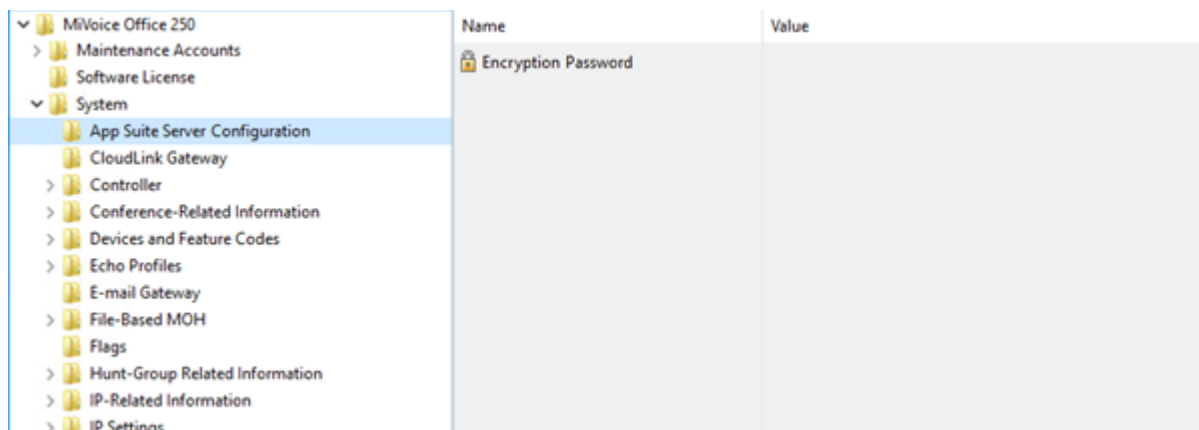 MiVoice Office 250
Maintenance Accounts
Software License
System
App Suite Server Configuration
CloudLink Gateway
Controller
Conference-Related Information
Devices and Feature Codes
Echo Profiles
E-mail Gateway
File-Based MOH
Flags
Hunt-Group Related Information
IP-Related Information
IP Settings
Name Value
Encryption Password